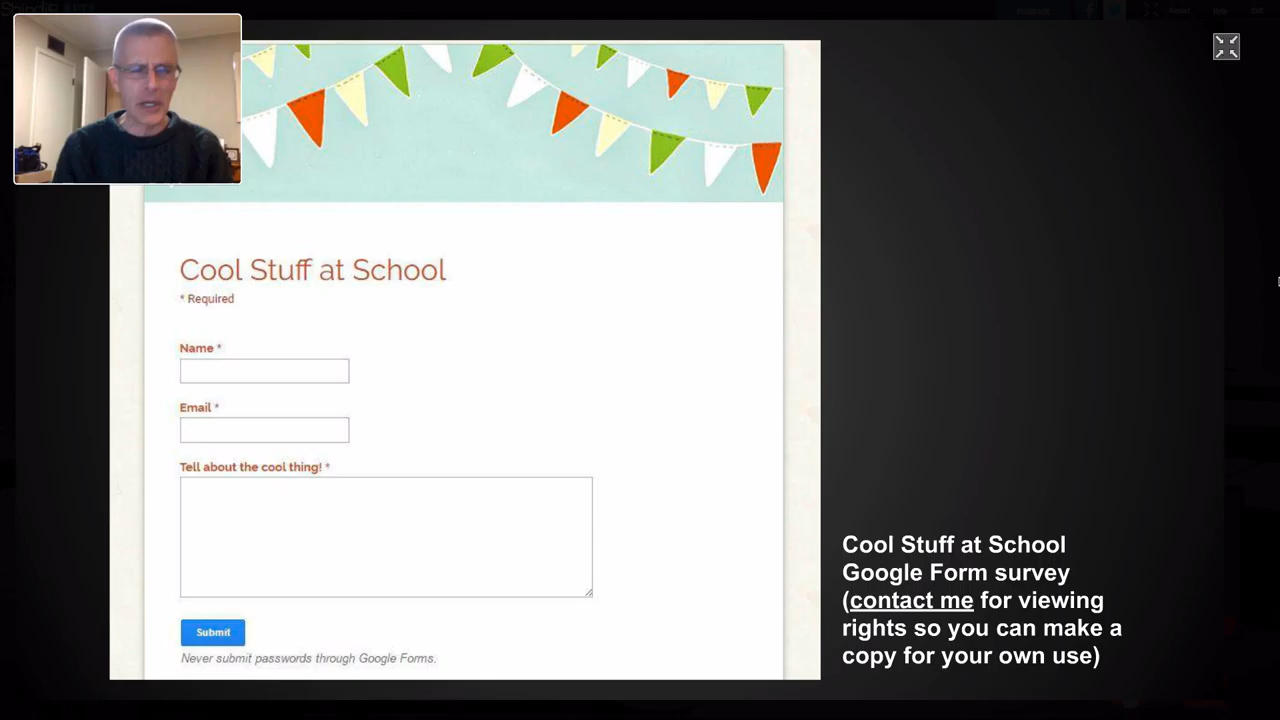 Cool Stuff at School
* Required
Name *
Email *
Tell about the cool thing! *
Submit
Never submit passwords through Google Forms.
Cool Stuff at School
Google Form survey
(contact me for viewing
rights so you can make a
copy for your own use)